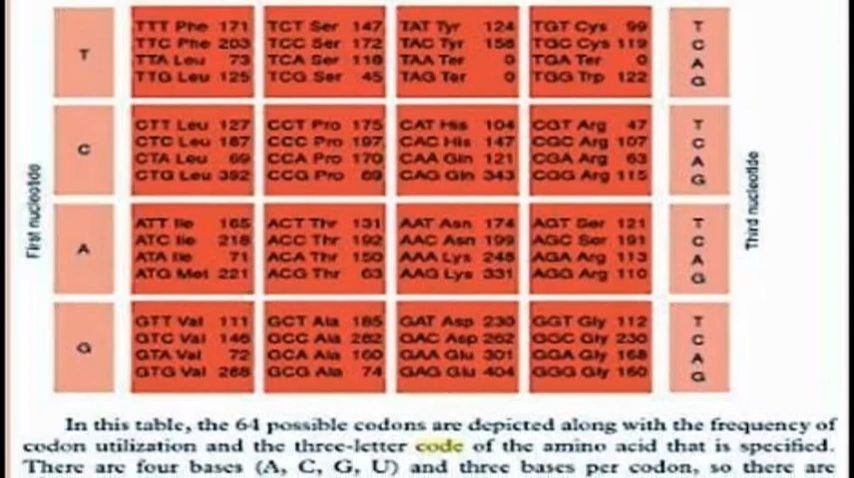 TTT Phe 171 TCT Ser 147 TAT Tyr 124 TGT Cys 99 T
TTC Phe 203 TCC Ser 172 TAC Tyr 158 TGC Cys 119 C
T
TTA Leu 73 TCA Ser 118 TAA Ter 0 TGA Ter 0 A
TTG Leu 125 TCG Ser 45 TAG Ter 0 TGG Trp 122 G
CTT Leu 127 CCT Pro 175 CAT His 104 CGT Arg 47 T
CTC Leu 187 CCC Pro 197 CAC His 147 CGC Arg 107 C
C
CTA Leu 69 CCA Pro 170 CAA Gln 121 CGA Arg 63 A
CTG Leu 392 CCG Pro 69 CAG Gln 343 CGG Arg 115 G
First nucleotide
Third nucleotide
ATT Ile 165 ACT Thr 131 AAT Asn 174 AGT Ser 121 T
ATC Ile 218 ACC Thr 192 AAC Asn 199 AGC Ser 191 C
A
ATA Ile 71 ACA Thr 150 AAA Lys 248 AGA Arg 113 A
ATG Met 221 ACG Thr 63 AAG Lys 331 AGG Arg 110 G
GTT Val 111 GCT Ala 185 GAT Asp 230 GGT Gly 112 T
GTC Val 146 GCC Ala 282 GAC Asp 262 GGC Gly 230 C
G
GTA Val 72 GCA Ala 160 GAA Glu 301 GGA Gly 168 A
GTG Val 288 GCG Ala 74 GAG Glu 404 GGG Gly 160 G
In this table, the 64 possible codons are depicted along with the frequency of
codon utilization and the three-letter code of the amino acid that is specified.
There are four bases (A, C, G, U) and three bases per codon, so there are